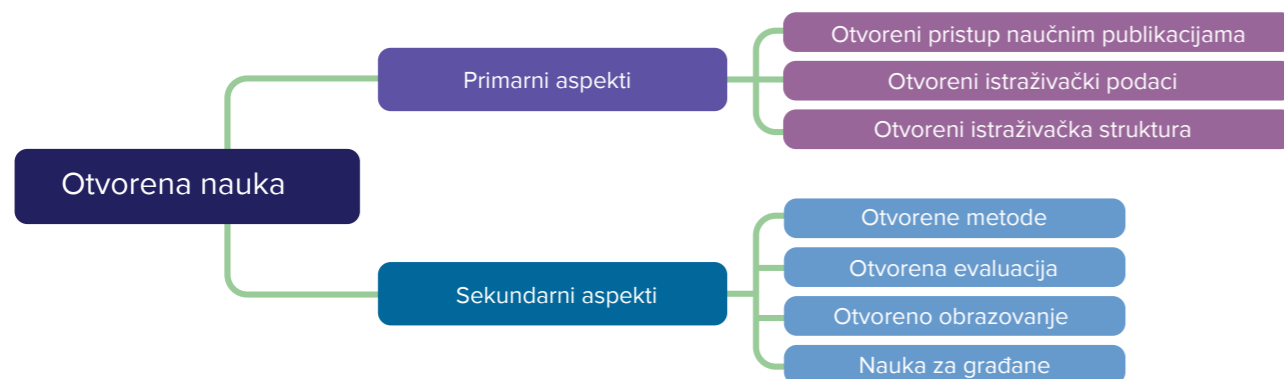 Otvorena nauka
Primarni aspekti
Otvoreni pristup naučnim publikacijama
Otvoreni istraživački podaci
Otvoreni istraživačka struktura
Sekundarni aspekti
Otvorene metode
Otvorena evaluacija
Otvoreno obrazovanje
Nauka za građane